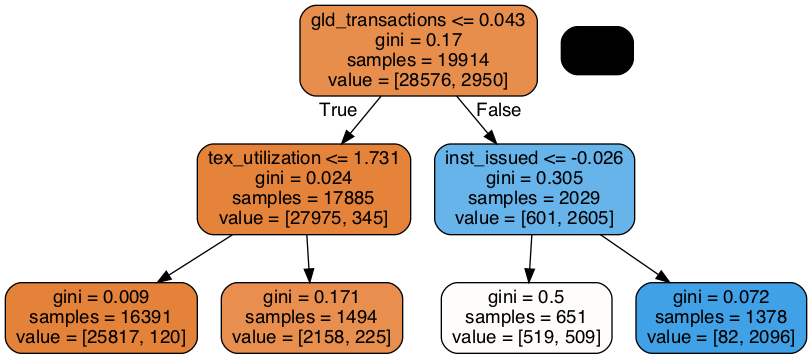 gld_transactions <= 0.043
gini = 0.17
samples = 19914
value = [28576, 2950]
True
False
tex_utilization <= 1.731
gini = 0.024
samples = 17885
value = [27975, 345]
inst_issued <= -0.026
gini = 0.305
samples = 2029
value = [601, 2605]
gini = 0.009
samples = 16391
value = [25817, 120]
gini = 0.171
samples = 1494
value = [2158, 225]
gini = 0.5
samples = 651
value = [519, 509]
gini = 0.072
samples = 1378
value = [82, 2096]